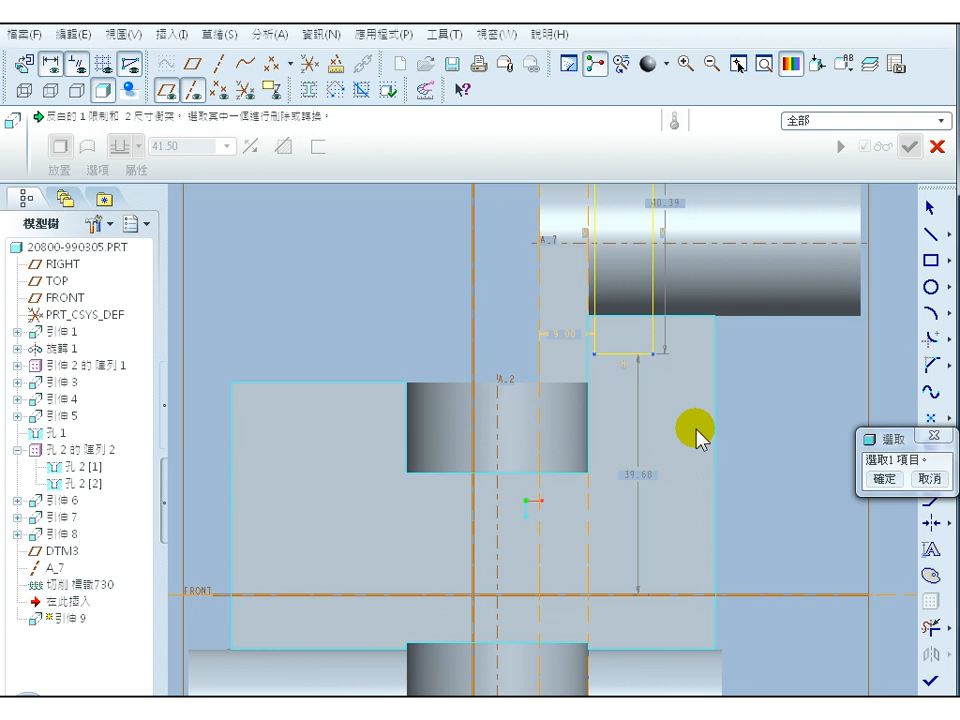 檔案(F) 編輯(E) 視圖(V) 插入(I) 草繪(S) 分析(A) 資訊(N) 應用程式(P) 工具(T) 視窗(W) 說明(H)
反白的 1 限制和 2 尺寸衝突。選取其中一個進行刪除或轉換。
全部
41.50
放置 選項 屬性
模型樹
20800-990305.PRT
RIGHT
TOP
FRONT
PRT_CSYS_DEF
引伸 1
旋轉 1
引伸 2 的 陣列 1
引伸 3
引伸 4
引伸 5
孔 1
孔 2 的 陣列 2
孔 2 [1]
孔 2 [2]
引伸 6
引伸 7
引伸 8
DTM3
A_7
切削 標識730
在此插入
引伸 9
40.39
A_7
A_2
39.68
FRONT
選取
選取1 項目。
確定 取消